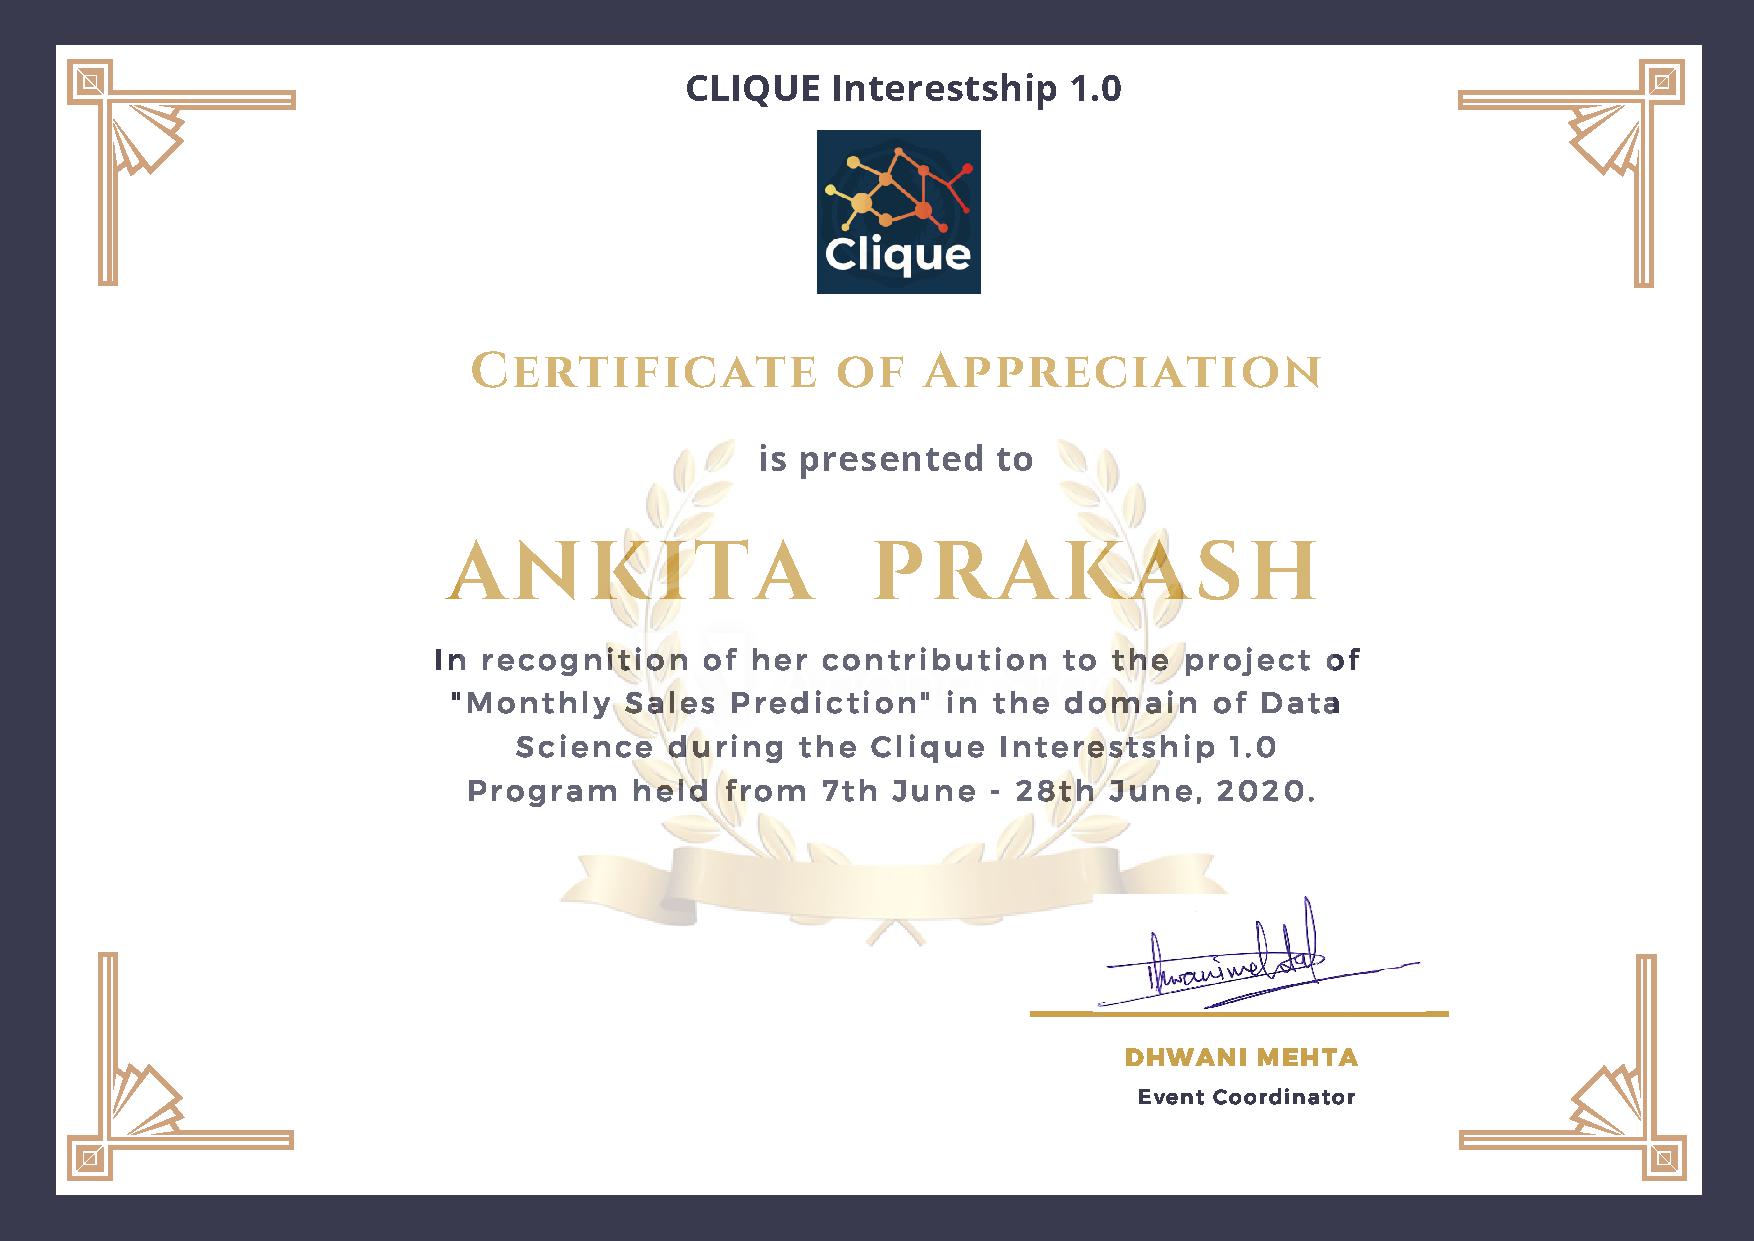 CLIQUE Interestship 1.0
Clique
CERTIFICATE OF APPRECIATION
is presented to
ANKITA PRAKASH
In recognition of her contribution to the project of
"Monthly Sales Prediction" in the domain of Data
Science during the Clique Interestship 1.0
Program held from 7th June - 28th June, 2020.
Dhwanimehta
DHWANI MEHTA
Event Coordinator